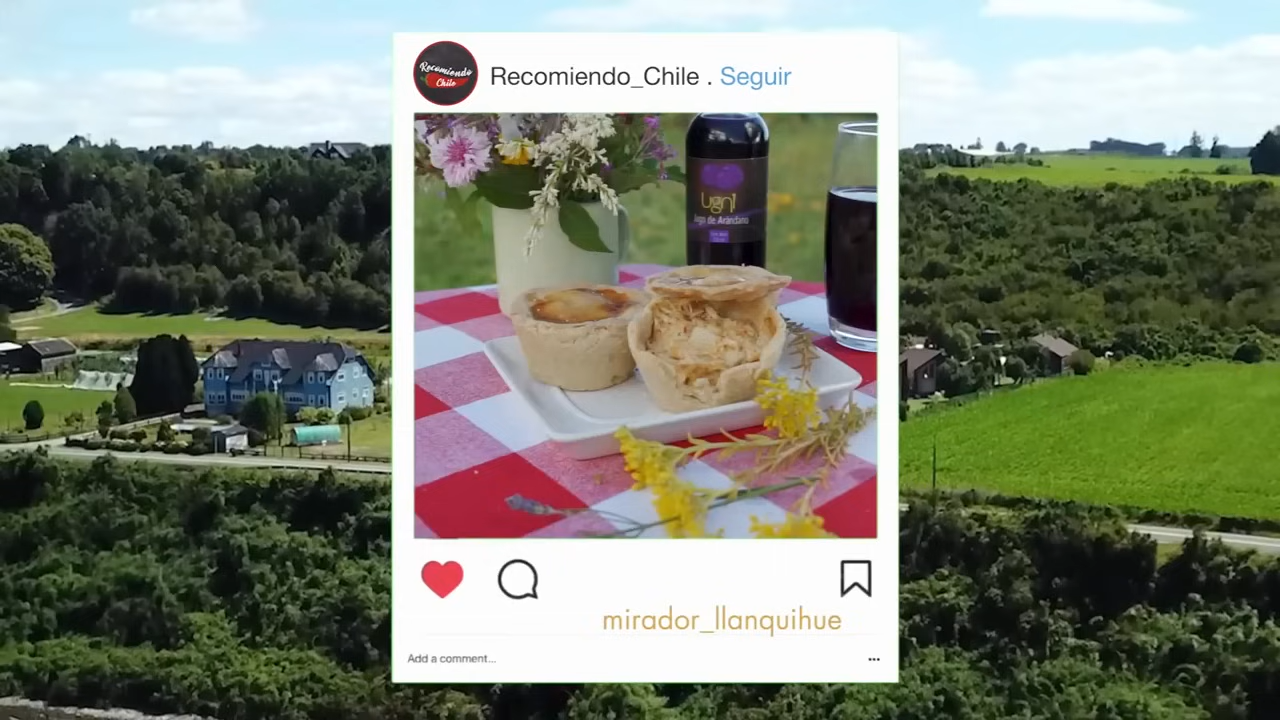 Recomiendo
Chile
Recomiendo_Chile . Seguir
ugni
Jugo de Arándano
mirador_llanquihue
Add a comment...